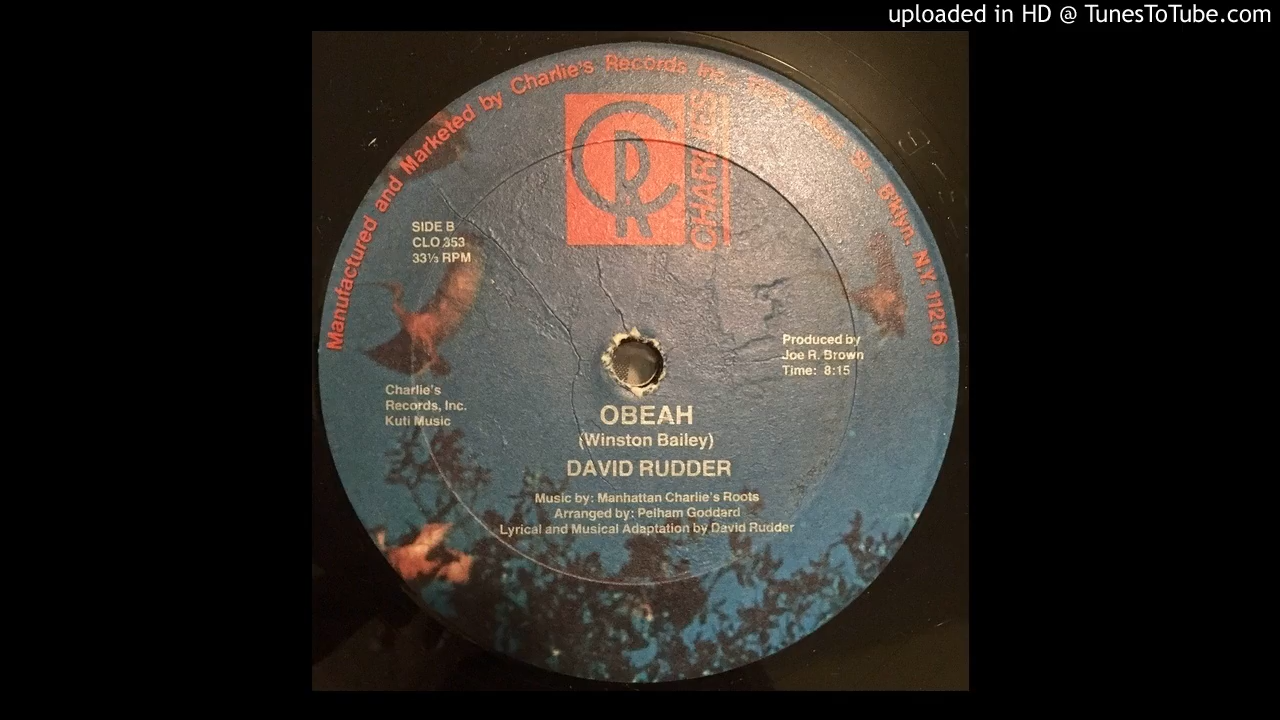 uploaded in HD @ TunesToTube.com
Manufactured and Marketed by Charlie's Records Inc. St., B'klyn, N.Y. 11216
CR
CHARLIE'S
SIDE B
CLO 353
33⅓ RPM
Produced by
Joe R. Brown
Time: 8:15
Charlie's
Records, Inc.
Kuti Music
OBEAH
(Winston Bailey)
DAVID RUDDER
Music by: Manhattan Charlie's Roots
Arranged by: Pelham Goddard
Lyrical and Musical Adaptation by David Rudder